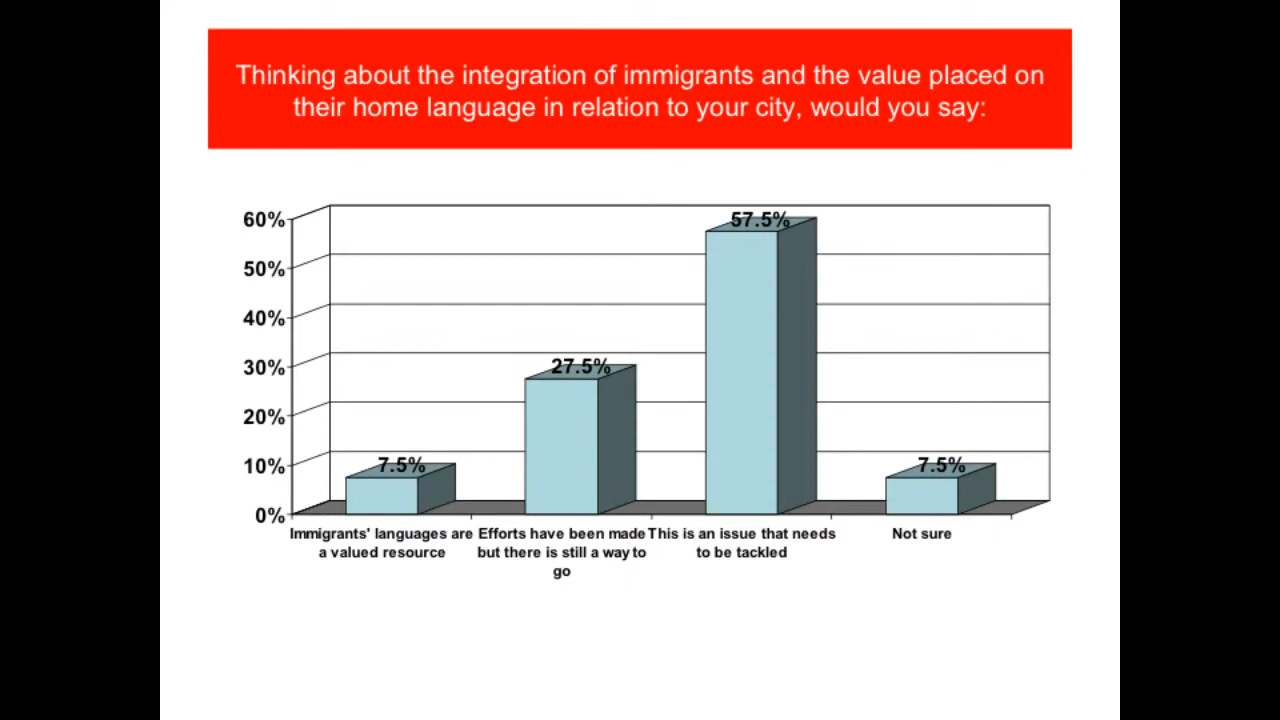 Thinking about the integration of immigrants and the value placed on
their home language in relation to your city, would you say:
60%
50%
40%
30%
20%
10%
0%
7.5%
27.5%
57.5%
7.5%
Immigrants' languages are
a valued resource
Efforts have been made
but there is still a way to
go
This is an issue that needs
to be tackled
Not sure